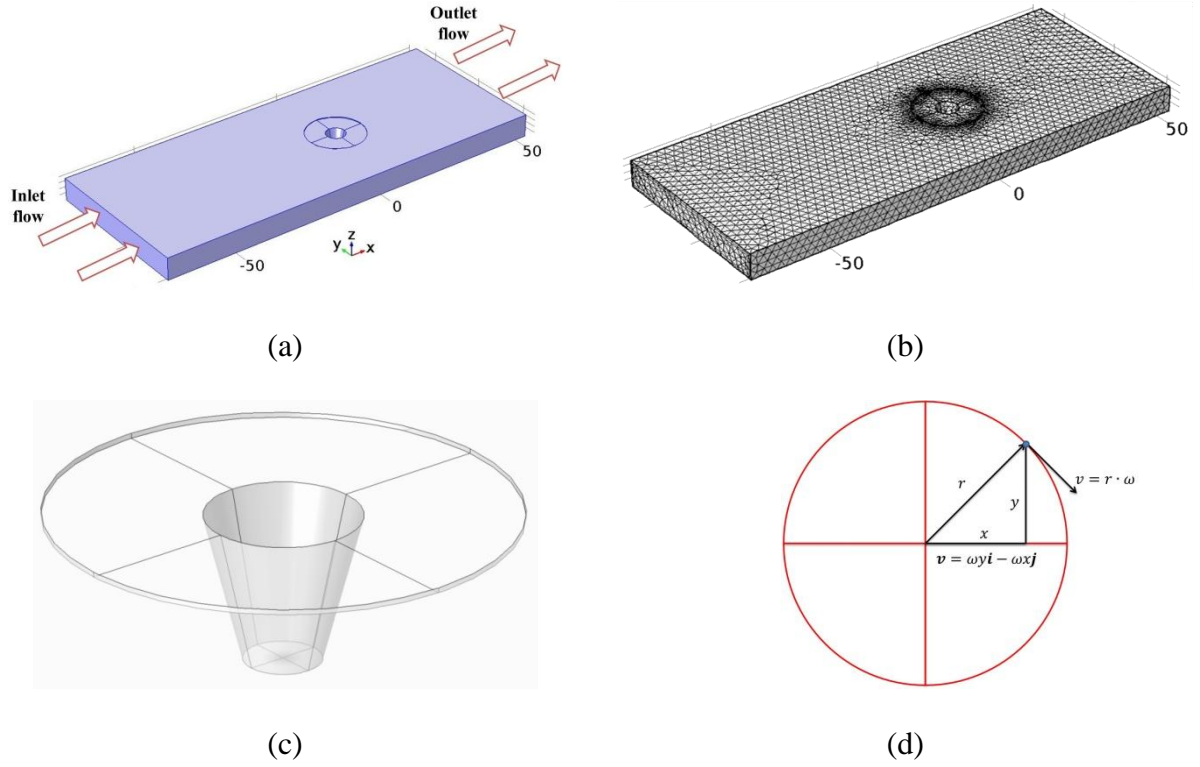 Outlet
flow
Inlet
flow
50
0
-50
y z x
(a)
50
0
-50
(b)
(c)
r
y
x
v = r · ω
𝒗 = ωy𝒊 − ωx𝒋
(d)